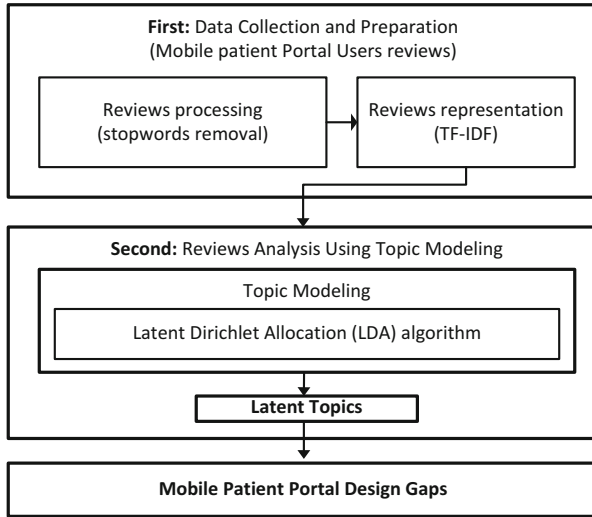 First: Data Collection and Preparation
(Mobile patient Portal Users reviews)
Reviews processing
(stopwords removal)
Reviews representation
(TF-IDF)
Second: Reviews Analysis Using Topic Modeling
Topic Modeling
Latent Dirichlet Allocation (LDA) algorithm
Latent Topics
Mobile Patient Portal Design Gaps